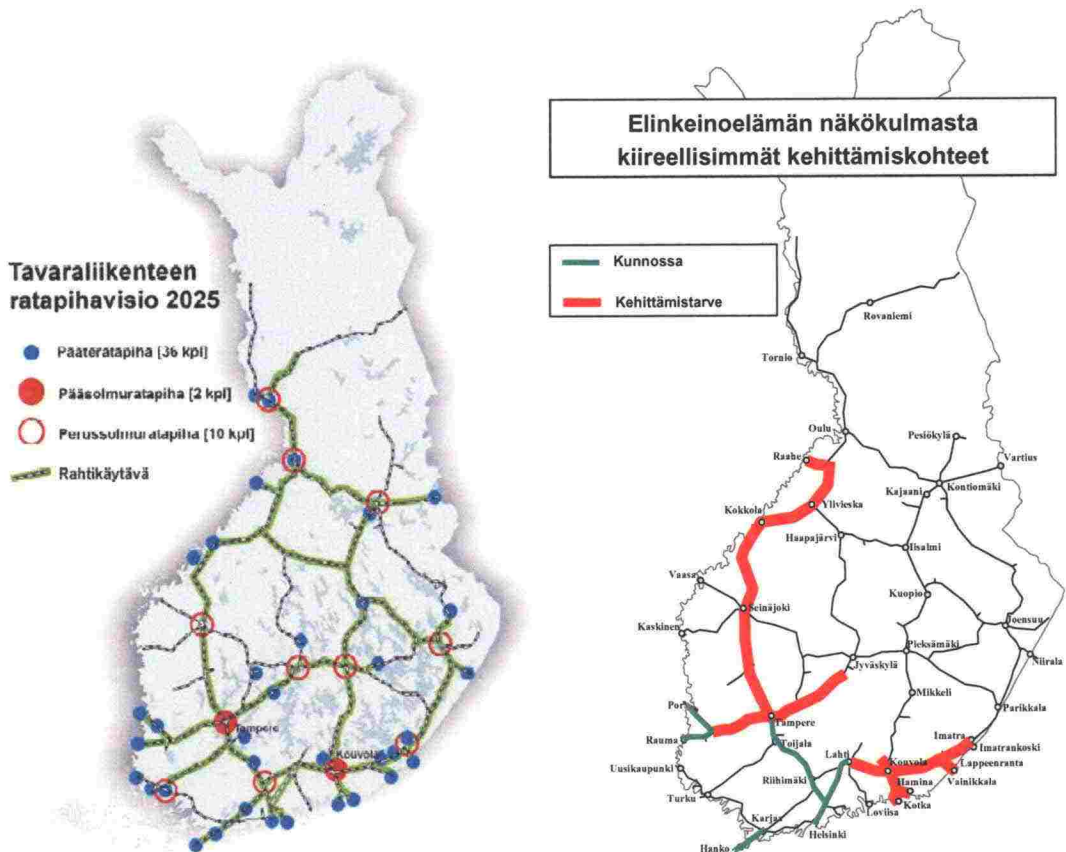 Tavaraliikenteen
ratapihavisio 2025
Pääteratapiha [36 kpl]
Pääsolmuratapiha [2 kpl]
Perussolmuratapiha [10 kpl]
Rahtikäytävä
Tampere
Kouvola
Elinkeinoelämän näkökulmasta
kiireellisimmät kehittämiskohteet
Kunnossa
Kehittämistarve
Rovaniemi
Tornio
Oulu
Pesiökylä
Raahe
Vartius
Kontiomäki
Kajaani
Ylivieska
Kokkola
Haapajärvi
Iisalmi
Vaasa
Kuopio
Seinäjoki
Joensuu
Kaskinen
Pieksämäki
Niirala
Jyväskylä
Mikkeli
Pori
Parikkala
Tampere
Rauma
Toijala
Imatra
Imatrankoski
Lahti
Kouvola
Lappeenranta
Uusikaupunki
Riihimäki
Vainikkala
Hamina
Turku
Kotka
Loviisa
Karjaa
Helsinki
Hanko